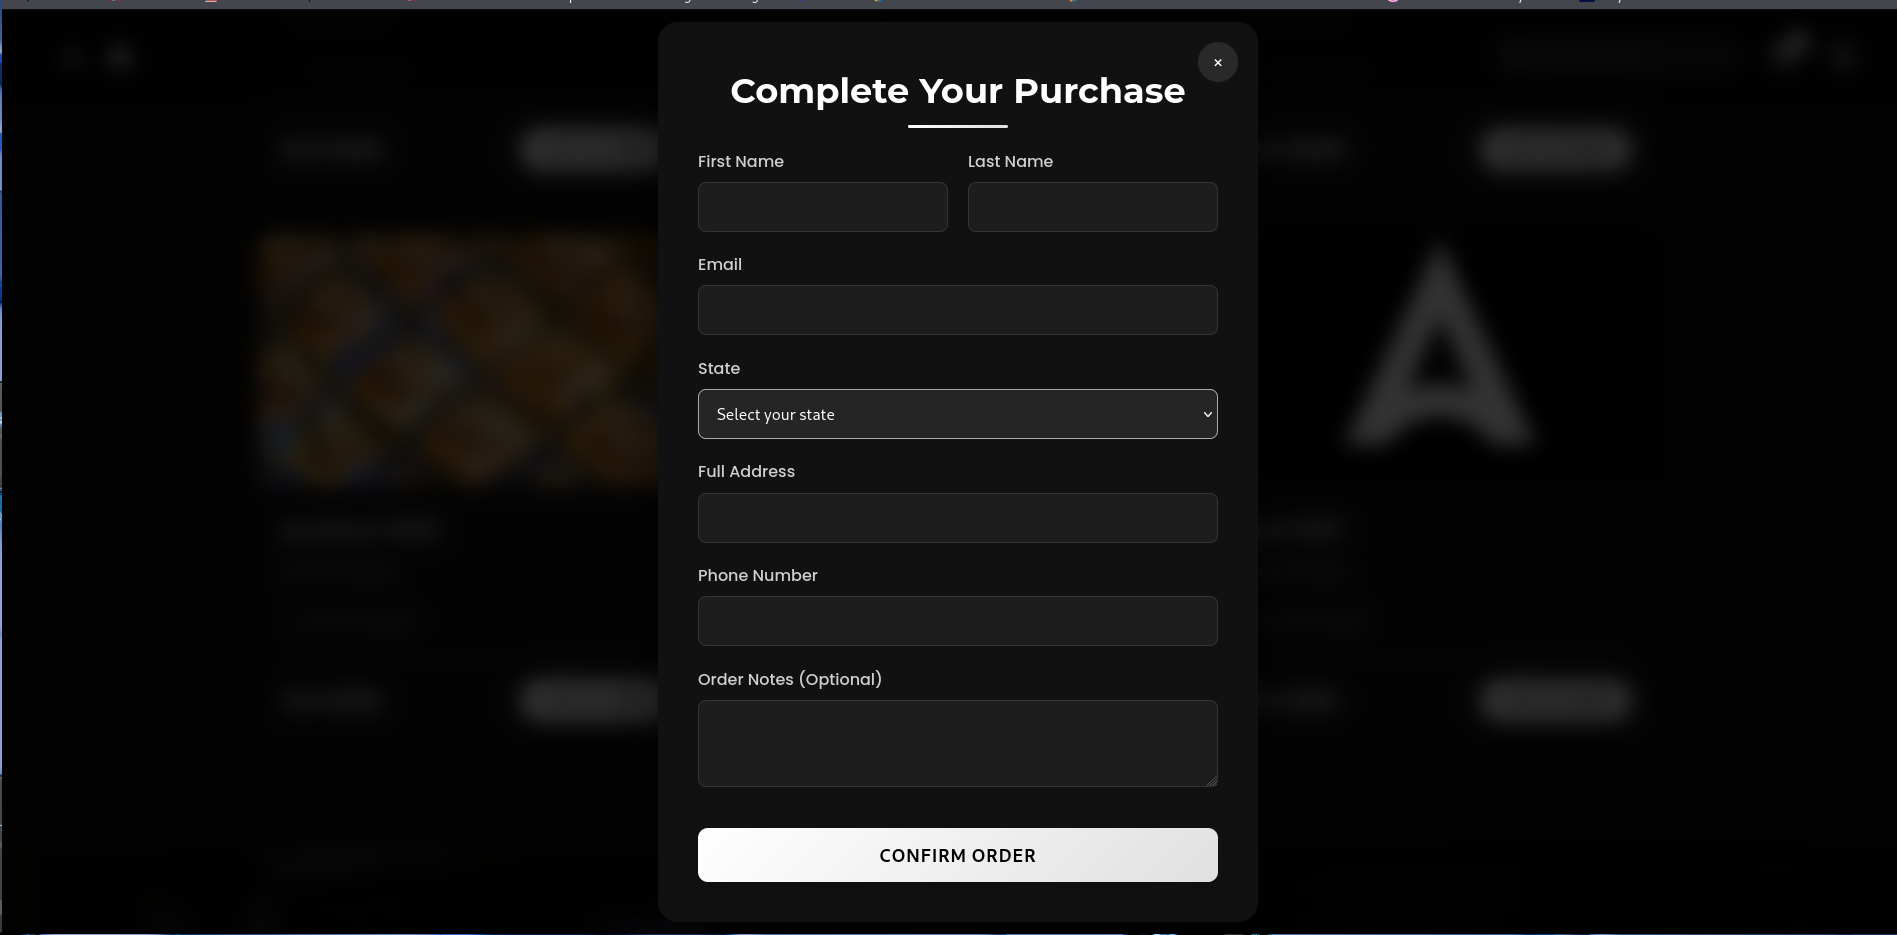 ×
Complete Your Purchase
First Name
Last Name
Email
State
Select your state
Full Address
Phone Number
Order Notes (Optional)
CONFIRM ORDER